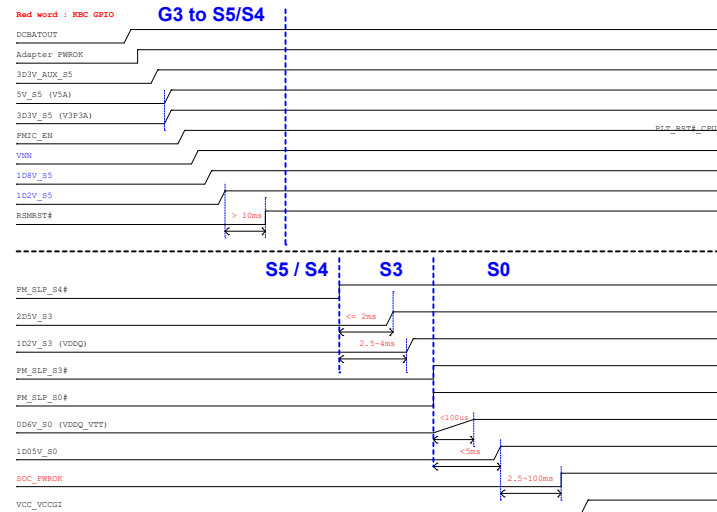 Red word : KBC GPIO
G3 to S5/S4
DCBATOUT
Adapter PWROK
3D3V_AUX_S5
5V_S5 (V5A)
3D3V_S5 (V3P3A)
PMIC_EN
PLT_RST#_CPU
VNN
1D8V_S5
1D2V_S5
RSMRST#
> 10ms
S5 / S4
S3
S0
PM_SLP_S4#
2D5V_S3
<= 2ms
1D2V_S3 (VDDQ)
2.5-4ms
PM_SLP_S3#
PM_SLP_S0#
0D6V_S0 (VDDQ_VTT)
<100us
1D05V_S0
<5ms
SOC_PWROK
2.5-100ms
VCC_VCCGI